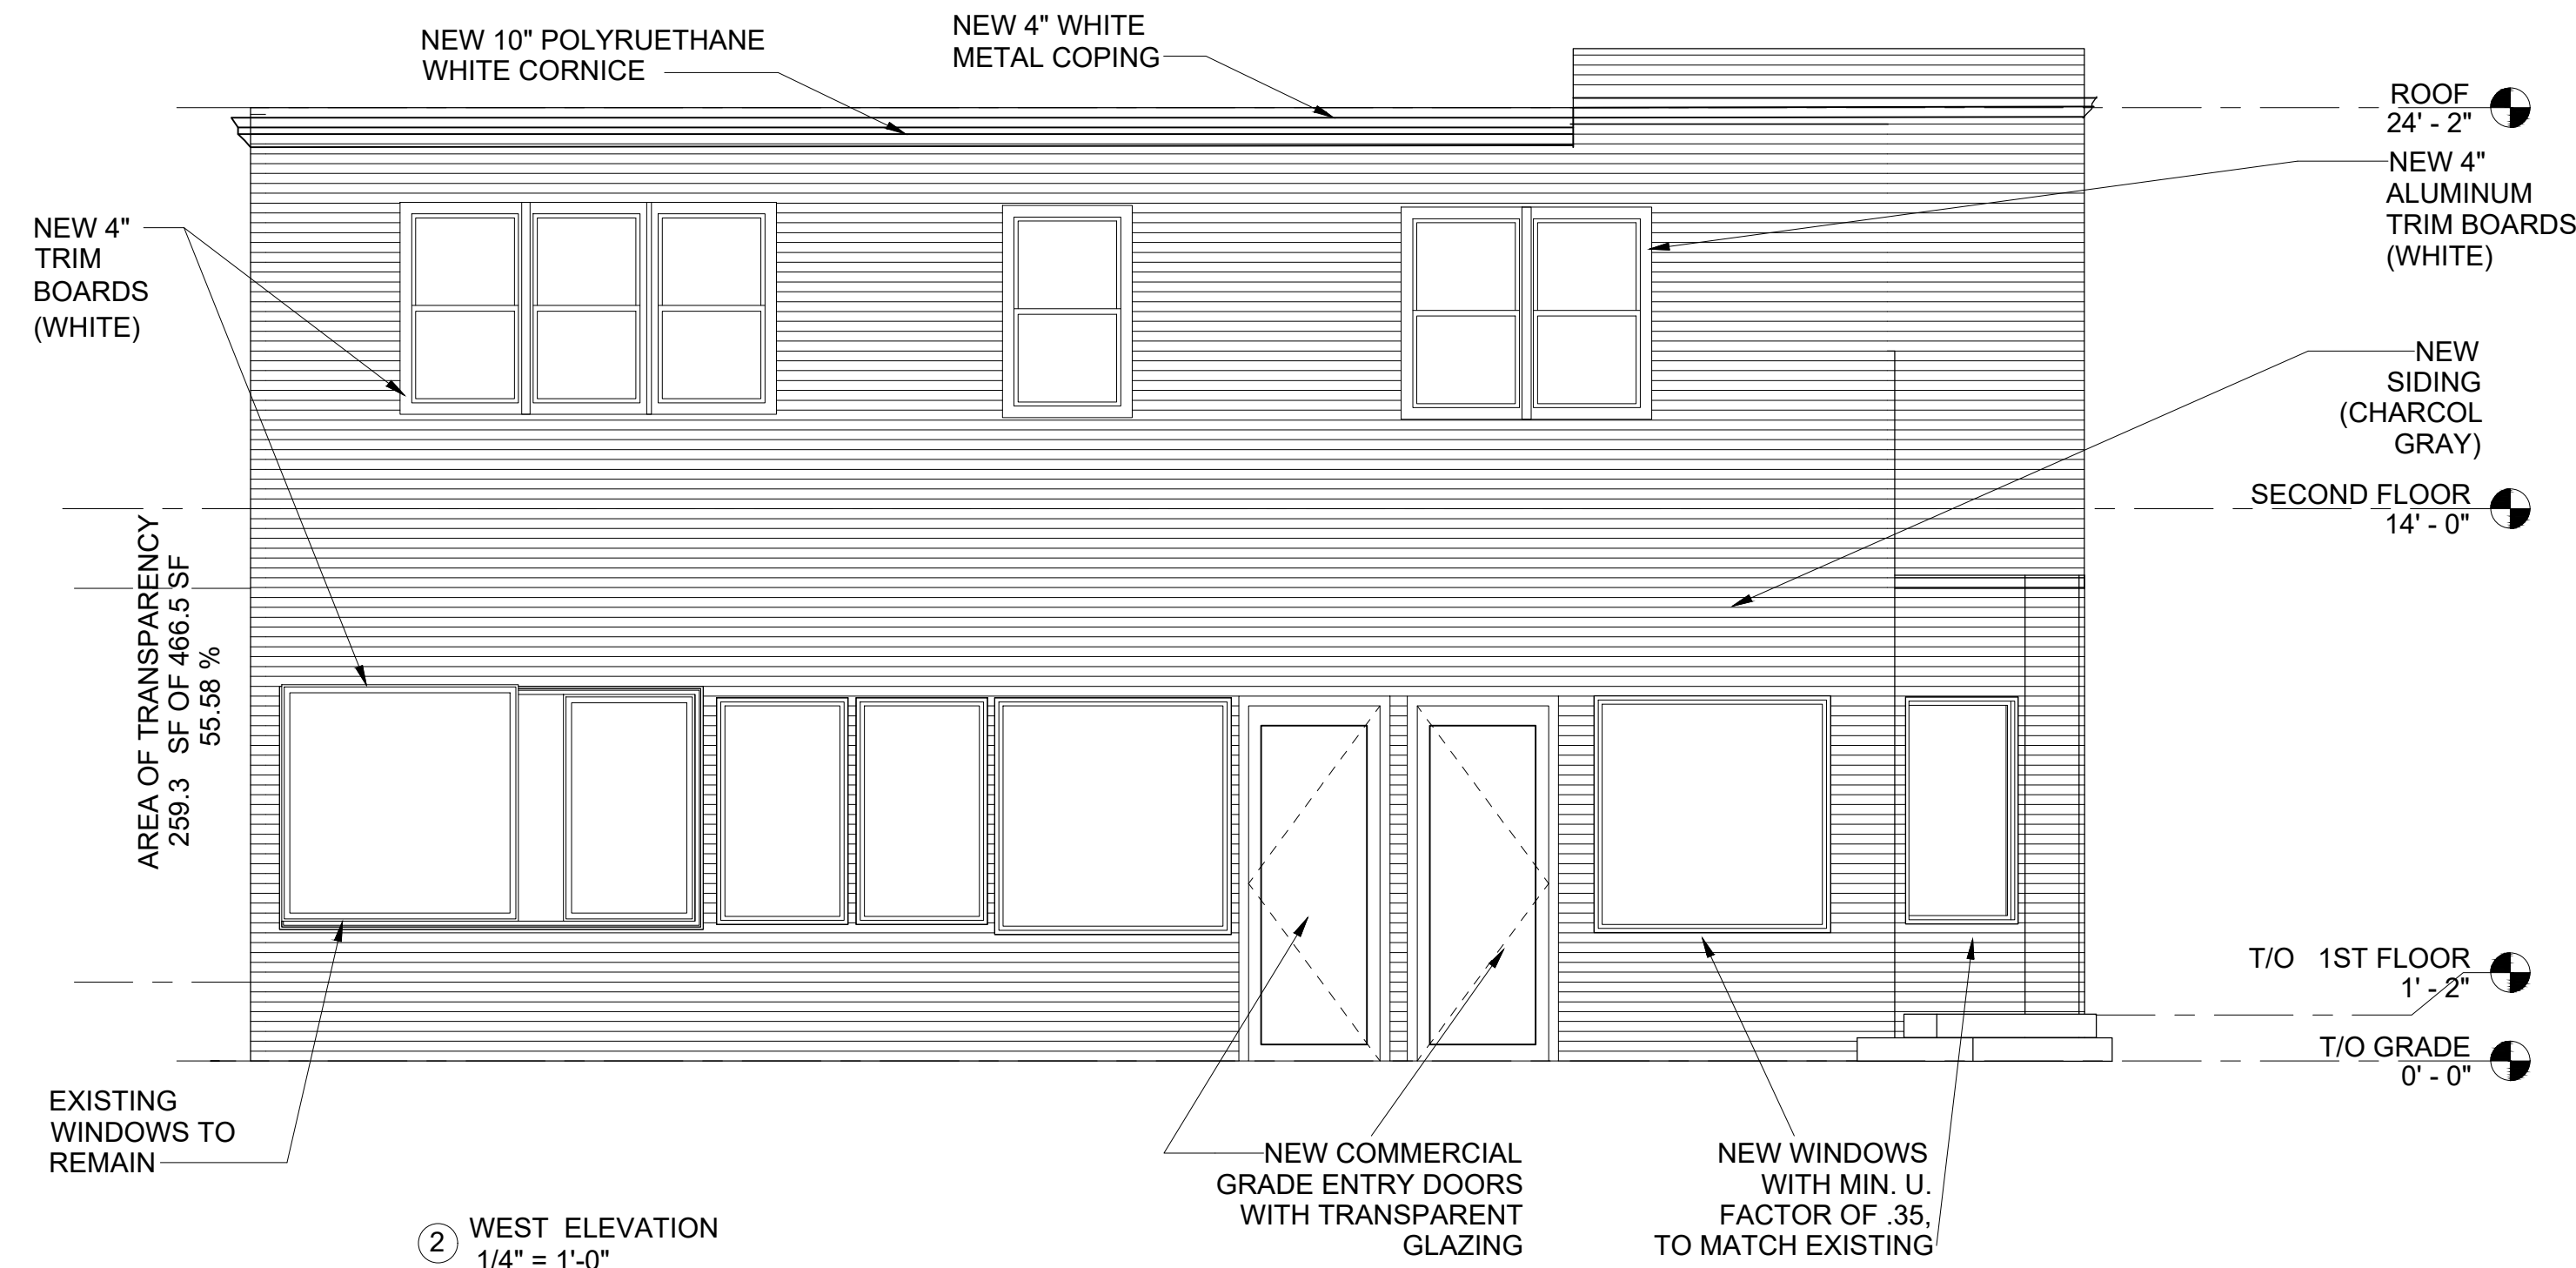 NEW 10" POLYRUETHANE
WHITE CORNICE
NEW 4" WHITE
METAL COPING
ROOF
24' - 2"
NEW 4"
ALUMINUM
TRIM BOARDS
(WHITE)
NEW 4"
TRIM
BOARDS
(WHITE)
NEW
SIDING
(CHARCOL
GRAY)
SECOND FLOOR
14' - 0"
AREA OF TRANSPARENCY
259.3 SF OF 466.5 SF
55.58 %
T/O 1ST FLOOR
1' - 2"
T/O GRADE
0' - 0"
EXISTING
WINDOWS TO
REMAIN
NEW COMMERCIAL
GRADE ENTRY DOORS
WITH TRANSPARENT
GLAZING
NEW WINDOWS
WITH MIN. U.
FACTOR OF .35,
TO MATCH EXISTING
2 WEST ELEVATION
1/4" = 1'-0"